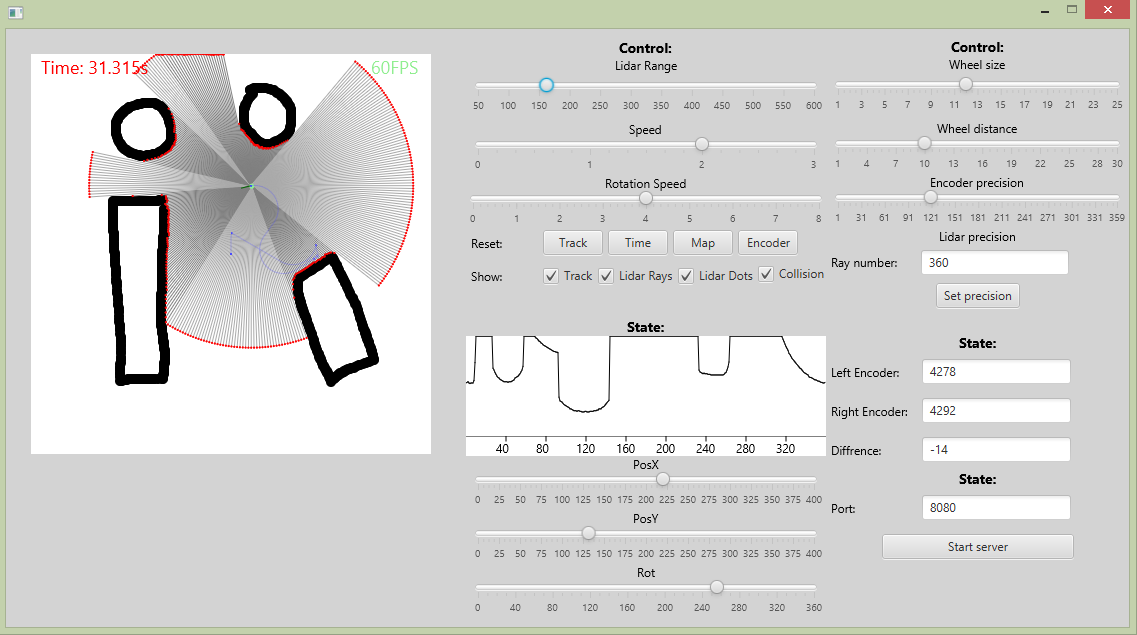 Time: 31.315s
60FPS
Control:
Lidar Range
50 100 150 200 250 300 350 400 450 500 550 600
Speed
0 1 2 3
Rotation Speed
0 1 2 3 4 5 6 7 8
Reset: Track Time Map Encoder
Show: Track Lidar Rays Lidar Dots Collision
State:
40 80 120 160 200 240 280 320
PosX
0 25 50 75 100 125 150 175 200 225 250 275 300 325 350 375 400
PosY
0 25 50 75 100 125 150 175 200 225 250 275 300 325 350 375 400
Rot
0 40 80 120 160 200 240 280 320 360
Control:
Wheel size
1 3 5 7 9 11 13 15 17 19 21 23 25
Wheel distance
1 4 7 10 13 16 19 22 25 28 30
Encoder precision
1 31 61 91 121 151 181 211 241 271 301 331 359
Lidar precision
Ray number: 360
Set precision
State:
Left Encoder: 4278
Right Encoder: 4292
Diffrence: -14
State:
Port: 8080
Start server